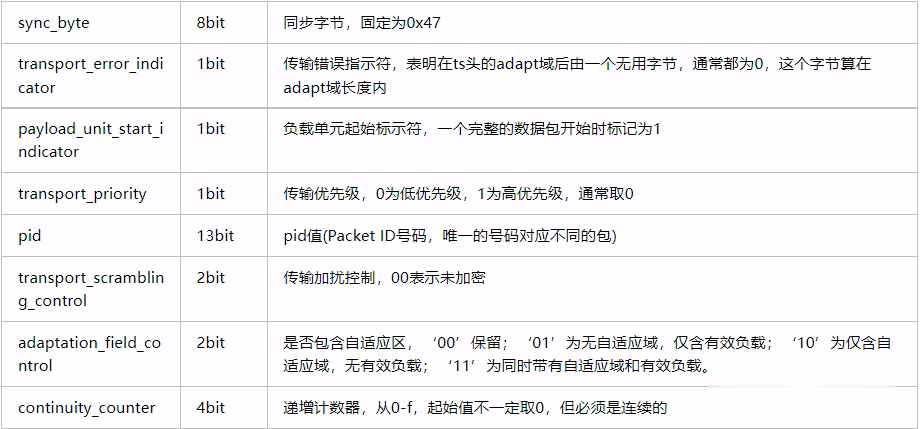 sync_byte 8bit 同步字节，固定为0x47
transport_error_indi 1bit 传输错误指示符，表明在ts头的adapt域后由一个无用字节，通常都为0，这个字节算在
cator adapt域长度内
payload_unit_start_i 1bit 负载单元起始标示符，一个完整的数据包开始时标记为1
ndicator
transport_priority 1bit 传输优先级，0为低优先级，1为高优先级，通常取0
pid 13bit pid值(Packet ID号码，唯一的号码对应不同的包)
transport_scramblin 2bit 传输加扰控制，00表示未加密
g_control
adaptation_field_co 2bit 是否包含自适应区，‘00’保留；‘01’为无自适应域，仅含有效负载；‘10’为仅含自
ntrol 适应域，无有效负载；‘11’为同时带有自适应域和有效负载。
continuity_counter 4bit 递增计数器，从0-f，起始值不一定取0，但必须是连续的